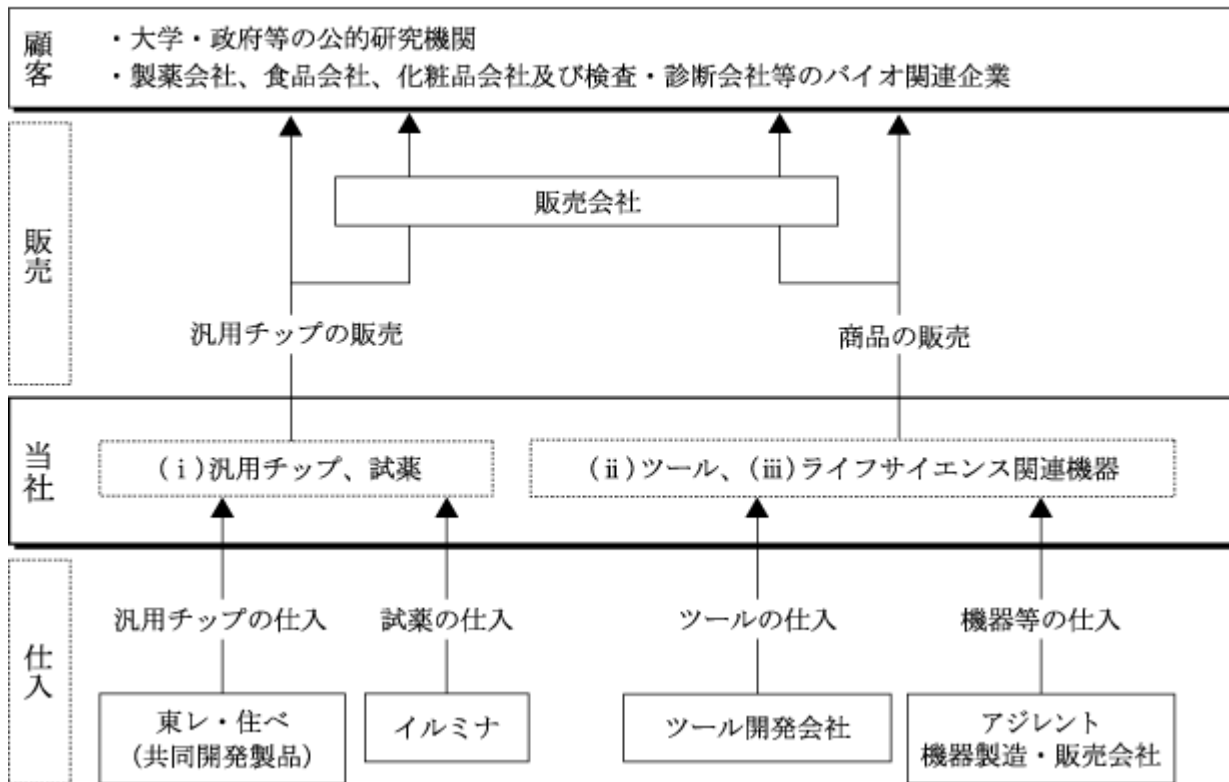 顧客
・大学・政府等の公的研究機関
・製薬会社、食品会社、化粧品会社及び検査・診断会社等のバイオ関連企業
販売
販売会社
汎用チップの販売
商品の販売
当社
(ⅰ)汎用チップ、試薬
(ⅱ)ツール、(ⅲ)ライフサイエンス関連機器
仕入
汎用チップの仕入
試薬の仕入
ツールの仕入
機器等の仕入
東レ・住べ
(共同開発製品)
イルミナ
ツール開発会社
アジレント
機器製造・販売会社